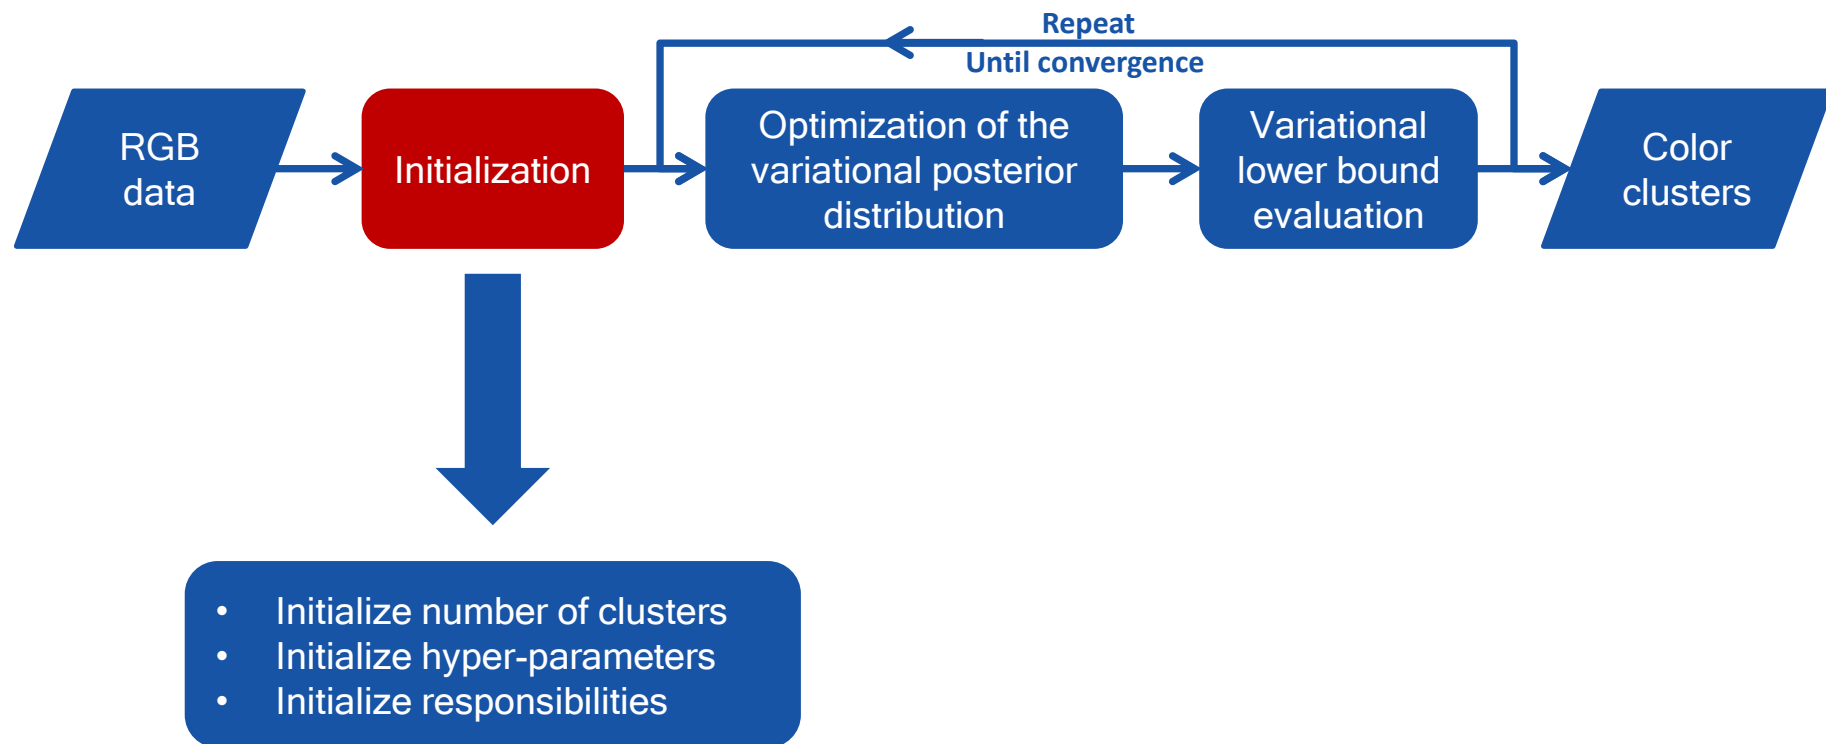 Repeat
Until convergence
RGB
data
Initialization
Optimization of the
variational posterior
distribution
Variational
lower bound
evaluation
Color
clusters
• Initialize number of clusters
• Initialize hyper-parameters
• Initialize responsibilities